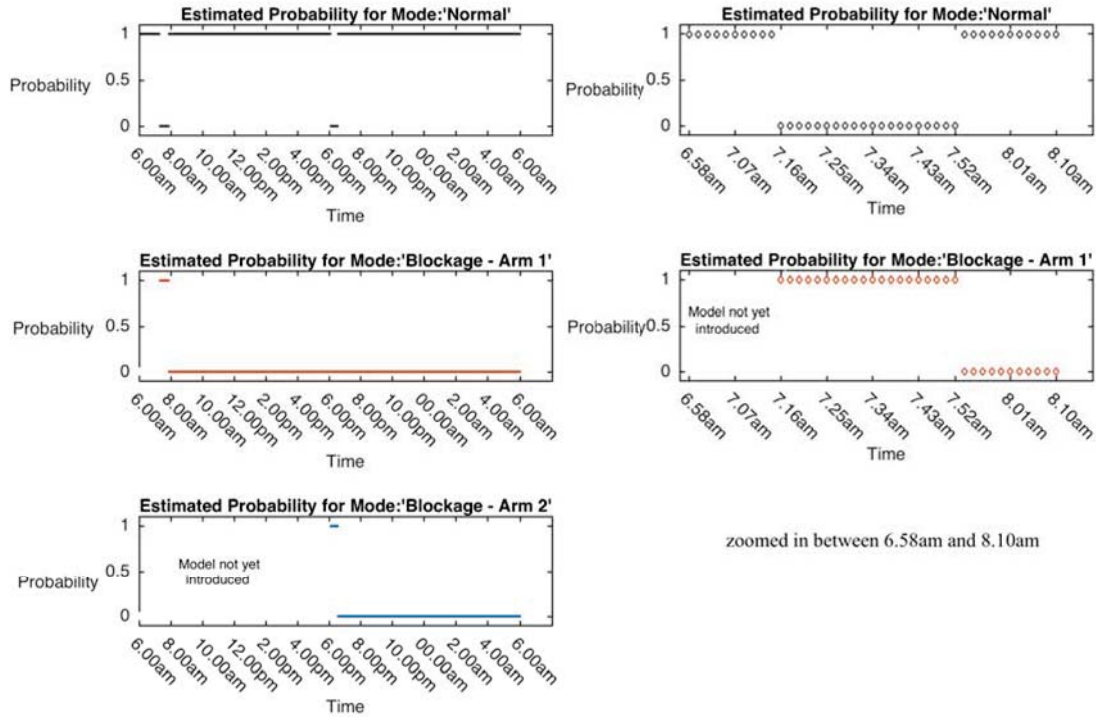 Estimated Probability for Mode:'Normal'
1
Probability 0.5
0
6.00am 8.00am 10.00am 12.00pm 2.00pm 4.00pm 6.00pm 8.00pm 10.00pm 00.00am 2.00am 4.00am 6.00am
Time
Estimated Probability for Mode:'Normal'
1
Probability 0.5
0
6.58am 7.07am 7.16am 7.25am 7.34am 7.43am 7.52am 8.01am 8.10am
Time
Estimated Probability for Mode:'Blockage - Arm 1'
1
Probability 0.5
0
6.00am 8.00am 10.00am 12.00pm 2.00pm 4.00pm 6.00pm 8.00pm 10.00pm 00.00am 2.00am 4.00am 6.00am
Time
Estimated Probability for Mode:'Blockage - Arm 1'
1
Model not yet
introduced
Probability 0.5
0
6.58am 7.07am 7.16am 7.25am 7.34am 7.43am 7.52am 8.01am 8.10am
Time
Estimated Probability for Mode:'Blockage - Arm 2'
1
Model not yet
introduced
Probability 0.5
0
6.00am 8.00am 10.00am 12.00pm 2.00pm 4.00pm 6.00pm 8.00pm 10.00pm 00.00am 2.00am 4.00am 6.00am
Time
zoomed in between 6.58am and 8.10am